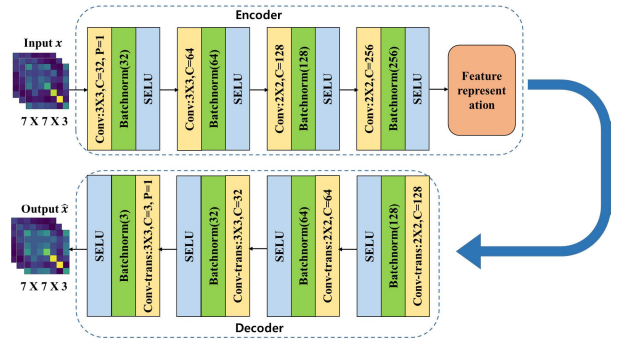 Encoder
Input x
7 X 7 X 3
Conv:3X3,C=32, P=1
Batchnorm(32)
SELU
Conv:3X3,C=64
Batchnorm(64)
SELU
Conv:2X2,C=128
Batchnorm(128)
SELU
Conv:2X2,C=256
Batchnorm(256)
SELU
Feature
represent
ation
Output x̂
7 X 7 X 3
SELU
Batchnorm(3)
Conv-trans:3X3,C=3, P=1
SELU
Batchnorm(32)
Conv-trans:3X3,C=32
SELU
Batchnorm(64)
Conv-trans:2X2,C=64
SELU
Batchnorm(128)
Conv-trans:2X2,C=128
Decoder